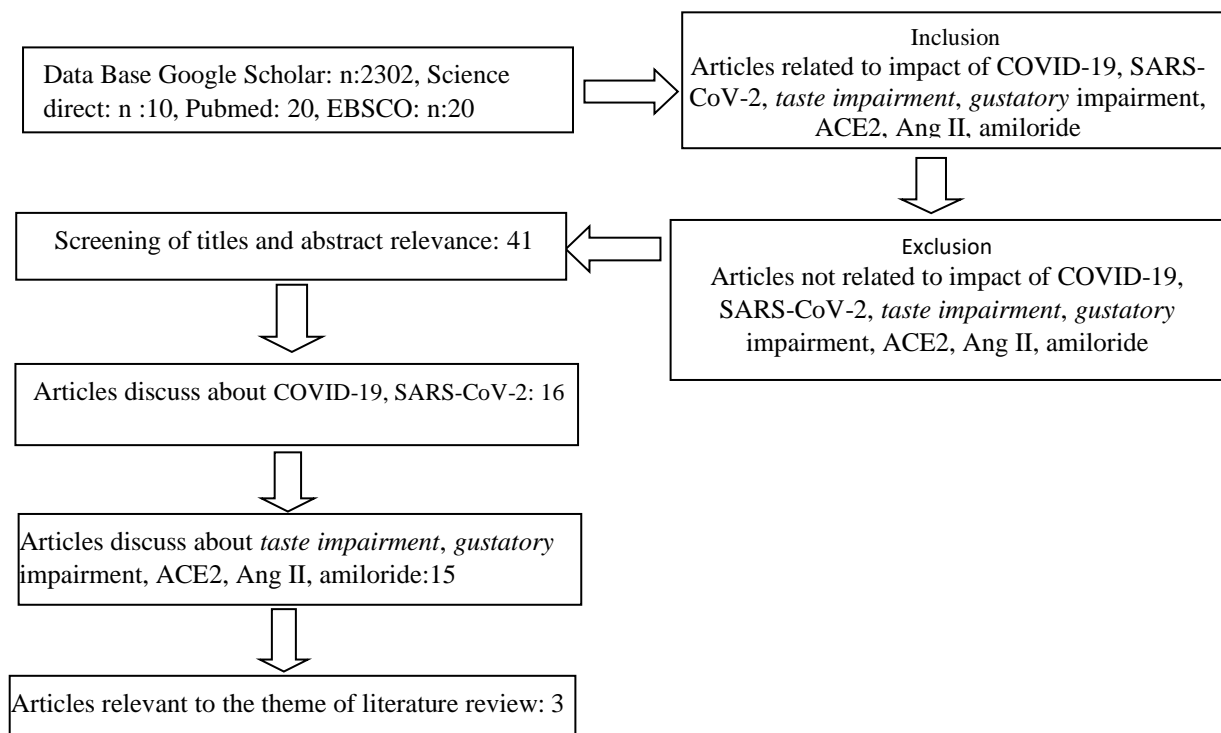 Data Base Google Scholar: n:2302, Science
direct: n :10, Pubmed: 20, EBSCO: n:20
Inclusion
Articles related to impact of COVID-19, SARS-
CoV-2, taste impairment, gustatory impairment,
ACE2, Ang II, amiloride
Exclusion
Articles not related to impact of COVID-19,
SARS-CoV-2, taste impairment, gustatory
impairment, ACE2, Ang II, amiloride
Screening of titles and abstract relevance: 41
Articles discuss about COVID-19, SARS-CoV-2: 16
Articles discuss about taste impairment, gustatory
impairment, ACE2, Ang II, amiloride:15
Articles relevant to the theme of literature review: 3